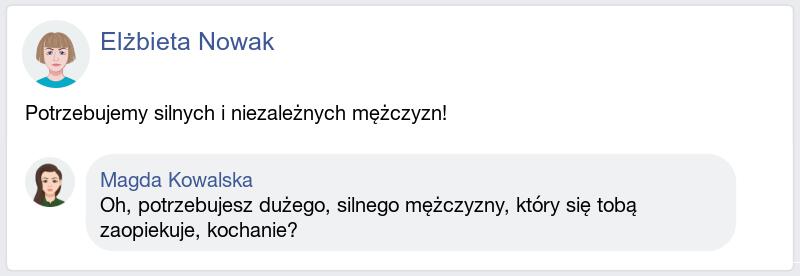 Elżbieta Nowak
Potrzebujemy silnych i niezależnych mężczyzn!
Magda Kowalska
Oh, potrzebujesz dużego, silnego mężczyzny, który się tobą
zaopiekuje, kochanie?